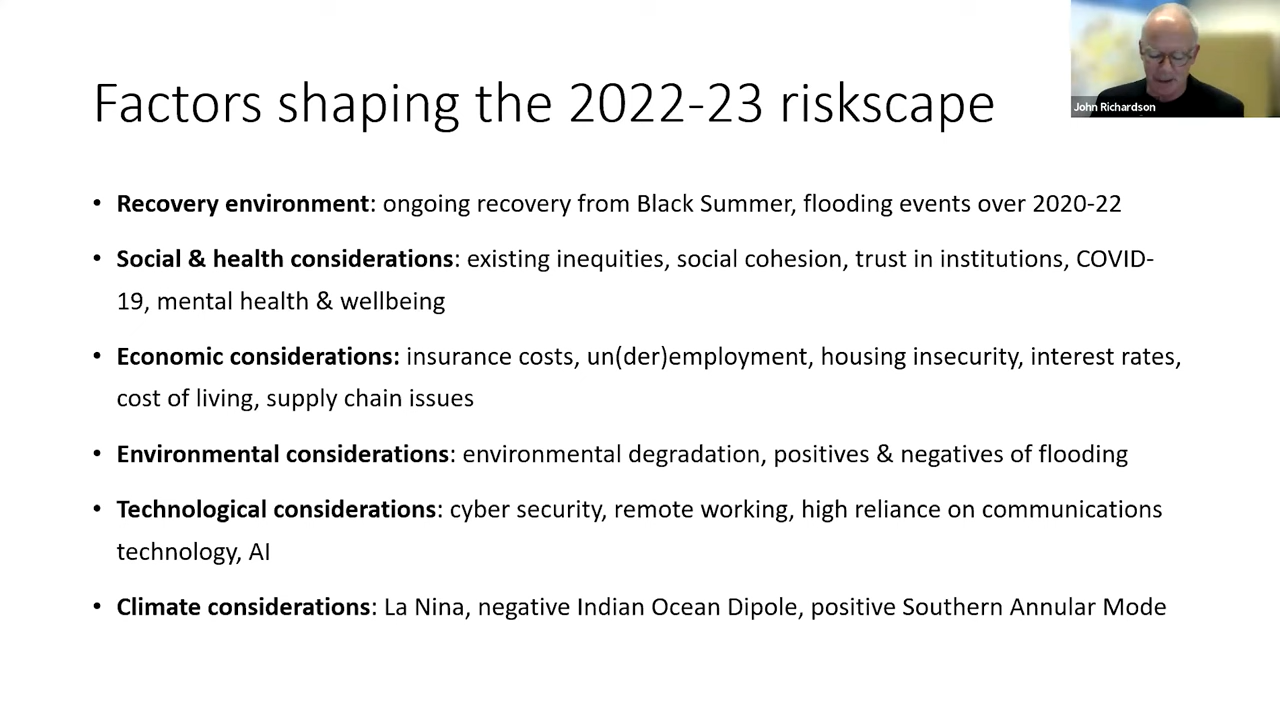 Factors shaping the 2022-23 riskscape
John Richardson
• Recovery environment: ongoing recovery from Black Summer, flooding events over 2020-22
• Social & health considerations: existing inequities, social cohesion, trust in institutions, COVID-
19, mental health & wellbeing
• Economic considerations: insurance costs, un(der)employment, housing insecurity, interest rates,
cost of living, supply chain issues
• Environmental considerations: environmental degradation, positives & negatives of flooding
• Technological considerations: cyber security, remote working, high reliance on communications
technology, AI
• Climate considerations: La Nina, negative Indian Ocean Dipole, positive Southern Annular Mode